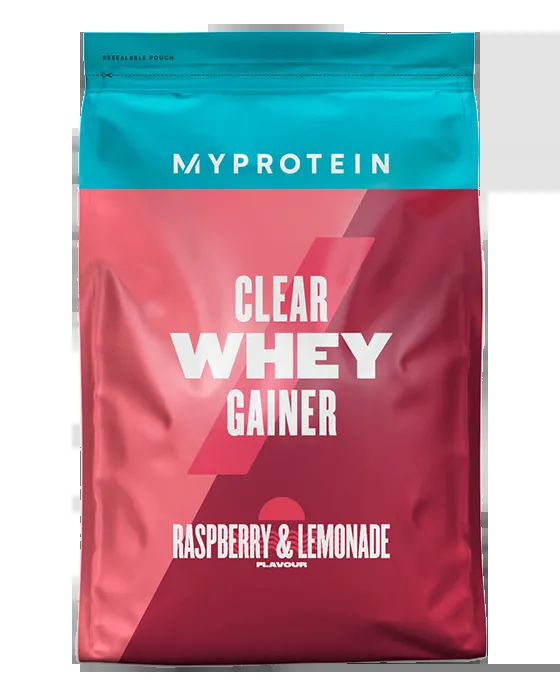 RESEALABLE POUCH
MYPROTEIN
CLEAR
WHEY
GAINER
RASPBERRY & LEMONADE
FLAVOUR